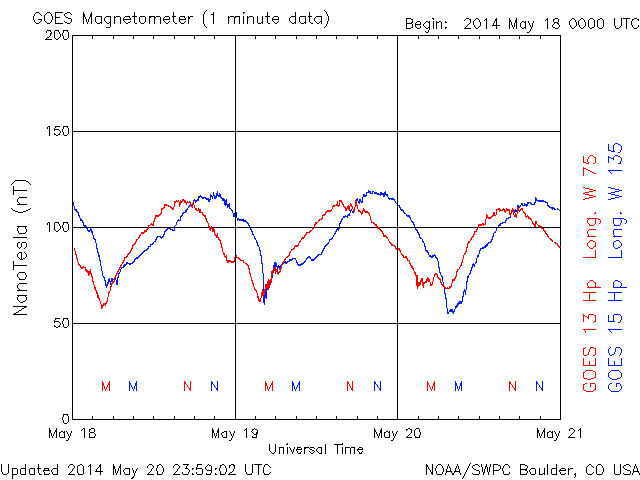 GOES Magnetometer (1 minute data)
Begin: 2014 May 18 0000 UTC
200
150
100
50
0
NanoTesla (nT)
M M N N M M N N M M N N
May 18 May 19 May 20 May 21
Universal Time
GOES 13 Hp Long. W 75
GOES 15 Hp Long. W 135
Updated 2014 May 20 23:59:02 UTC
NOAA/SWPC Boulder, CO USA